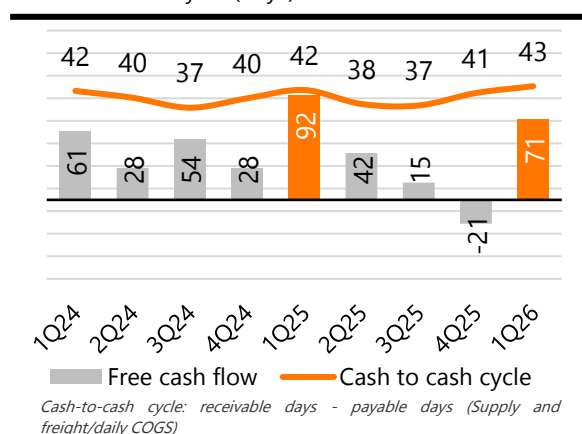 42 40 37 40 42 38 37 41 43
61 28 54 28 92 42 15 -21 71
1Q24 2Q24 3Q24 4Q24 1Q25 2Q25 3Q25 4Q25 1Q26
Free cash flow Cash to cash cycle
Cash-to-cash cycle: receivable days - payable days (Supply and
freight/daily COGS)